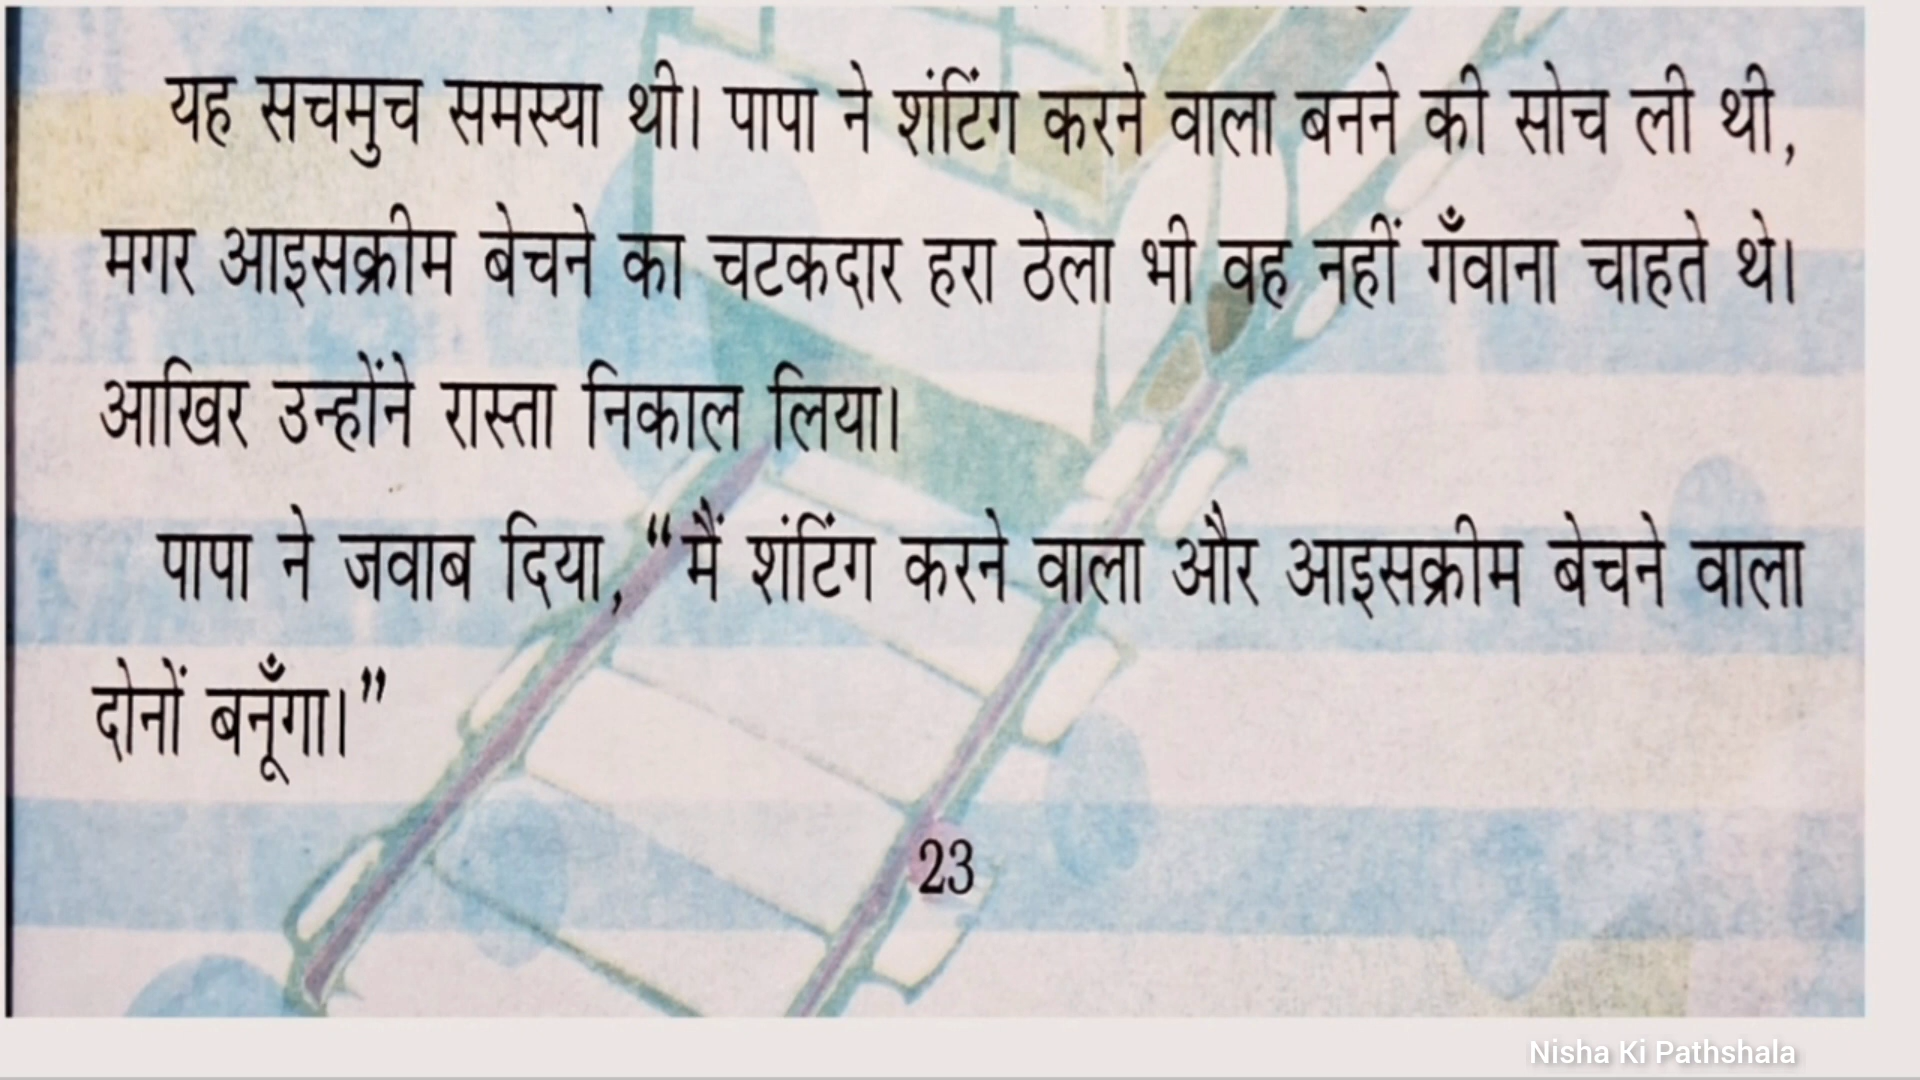 यह सचमुच समस्या थी। पापा ने शंटिंग करने वाला बनने की सोच ली थी,
मगर आइसक्रीम बेचने का चटकदार हरा ठेला भी वह नहीं गँवाना चाहते थे।
आखिर उन्होंने रास्ता निकाल लिया।
पापा ने जवाब दिया, “मैं शंटिंग करने वाला और आइसक्रीम बेचने वाला
दोनों बनूँगा।”
23
Nisha Ki Pathshala